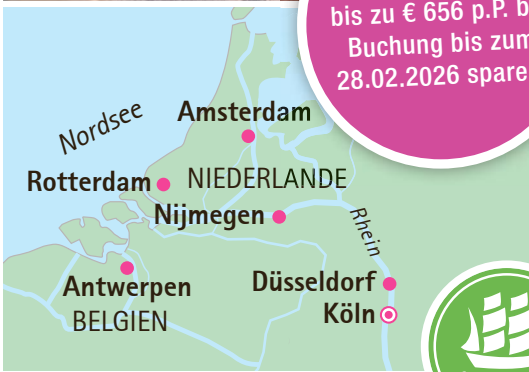 bis zu € 656 p.P. b
Buchung bis zum
28.02.2026 spare
Nordsee
Amsterdam
Rotterdam
NIEDERLANDE
Nijmegen
Rhein
Antwerpen
BELGIEN
Düsseldorf
Köln